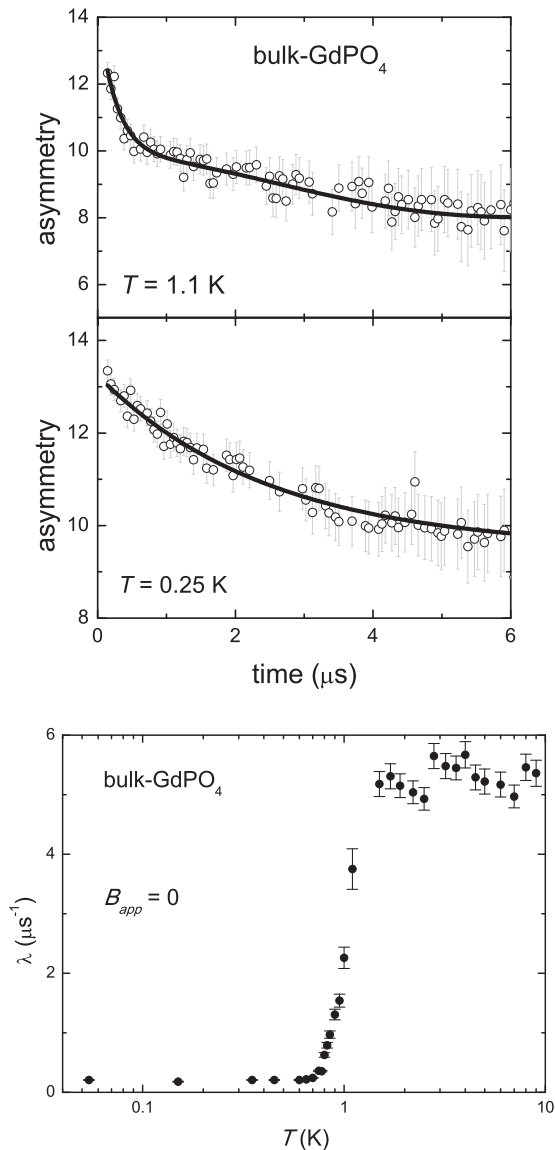 bulk-GdPO4
14
12
10
8
6
asymmetry
T = 1.1 K
14
12
10
8
asymmetry
T = 0.25 K
0 2 4 6
time (μs)
bulk-GdPO4
Bapp = 0
6
4
2
0
λ (μs-1)
0.1 1 10
T (K)